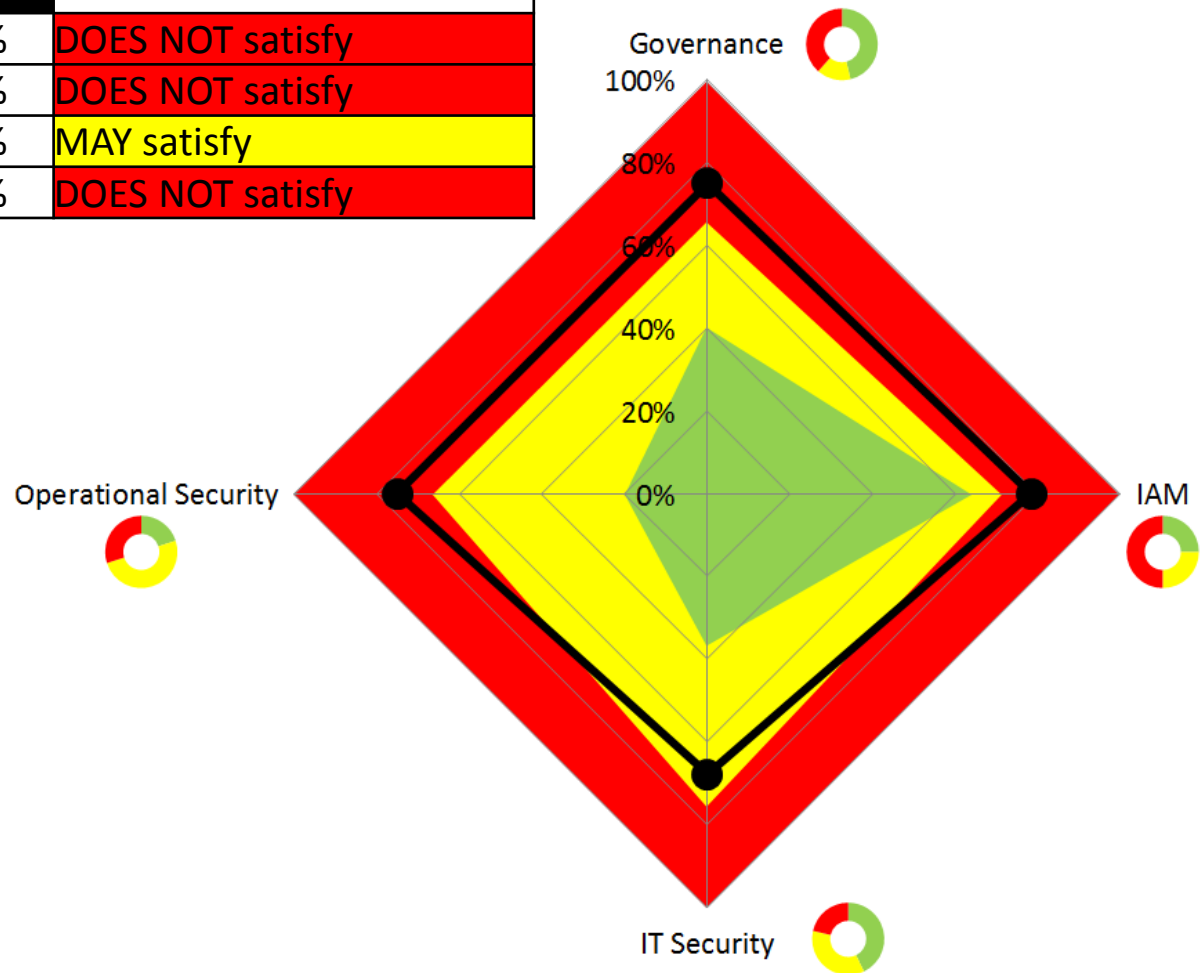 % DOES NOT satisfy
% DOES NOT satisfy
% MAY satisfy
% DOES NOT satisfy
Governance
100%
80%
60%
40%
20%
0%
Operational Security
IAM
IT Security